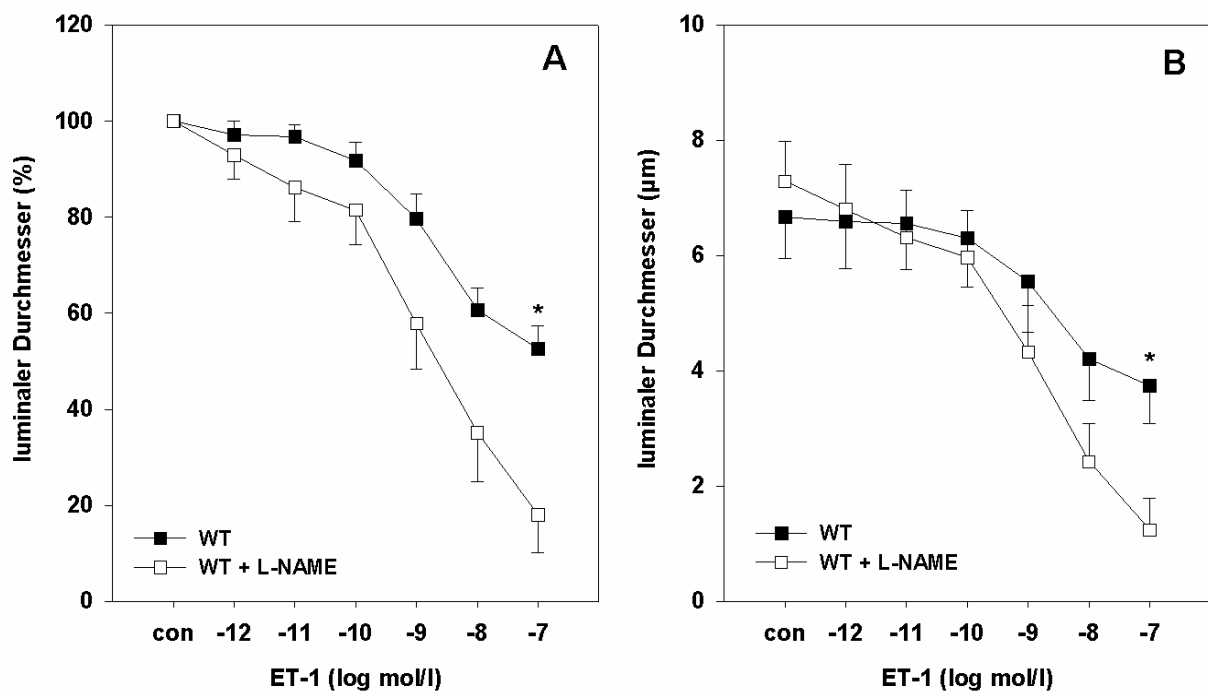 A
luminaler Durchmesser (%)
120
100
80
60
40
20
0
*
WT
WT + L-NAME
con -12 -11 -10 -9 -8 -7
ET-1 (log mol/l)
B
luminaler Durchmesser (µm)
10
8
6
4
2
0
*
WT
WT + L-NAME
con -12 -11 -10 -9 -8 -7
ET-1 (log mol/l)